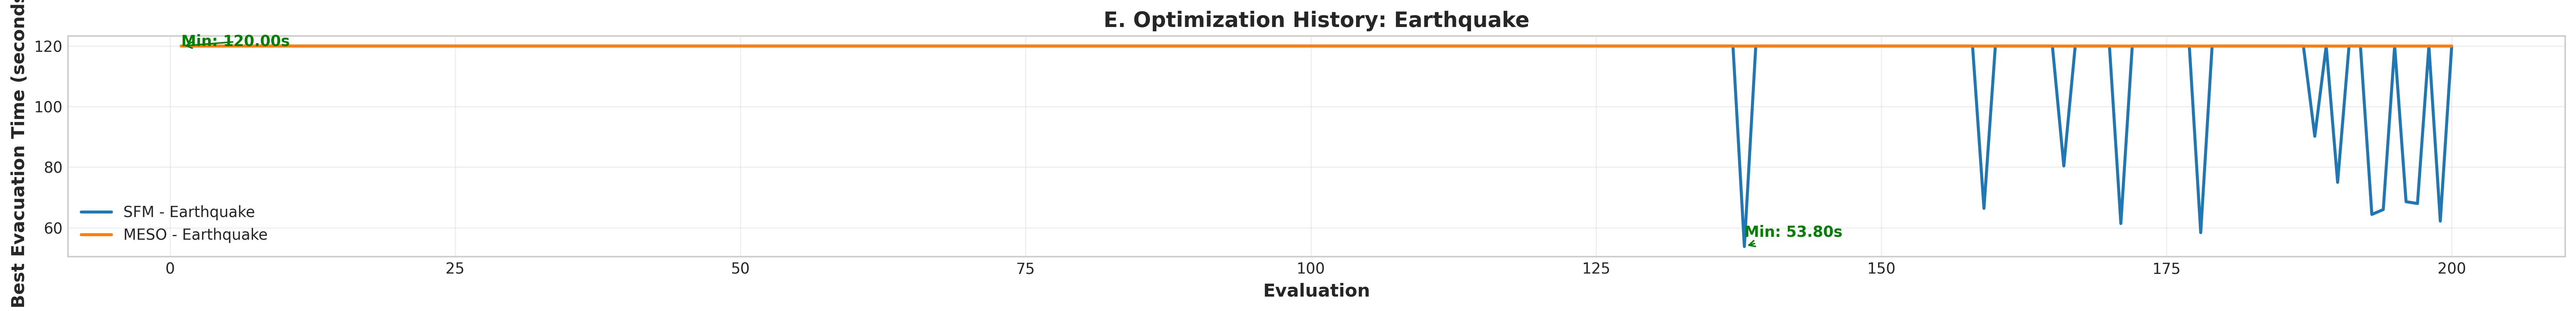 E. Optimization History: Earthquake
Best Evacuation Time (seconds
120
100
80
60
Min: 120.00s
SFM - Earthquake
MESO - Earthquake
Min: 53.80s
0 25 50 75 100 125 150 175 200
Evaluation